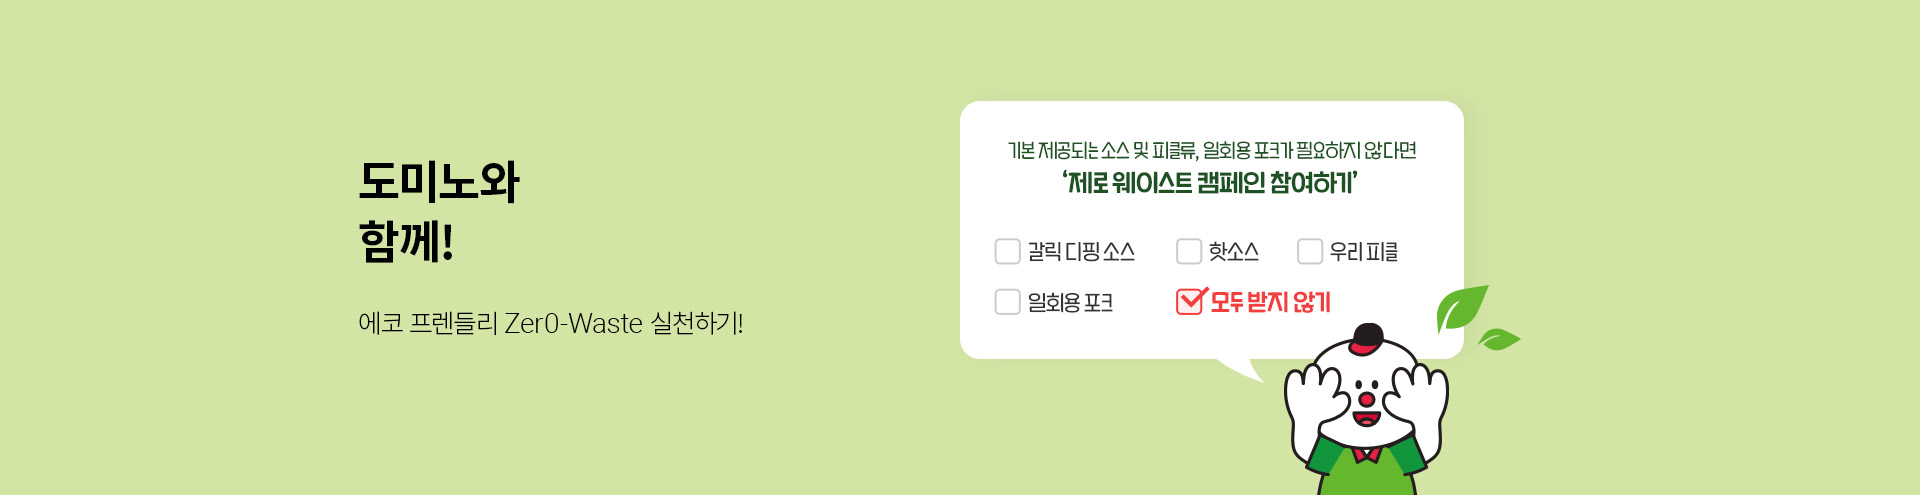 도미노와
함께!
에코 프렌들리 Zer0-Waste 실천하기!
기본 제공되는 소스 및 피클류, 일회용 포크가 필요하지 않다면
‘제로 웨이스트 캠페인 참여하기’
갈릭 디핑 소스 핫소스 우리 피클
일회용 포크 모두 받지 않기